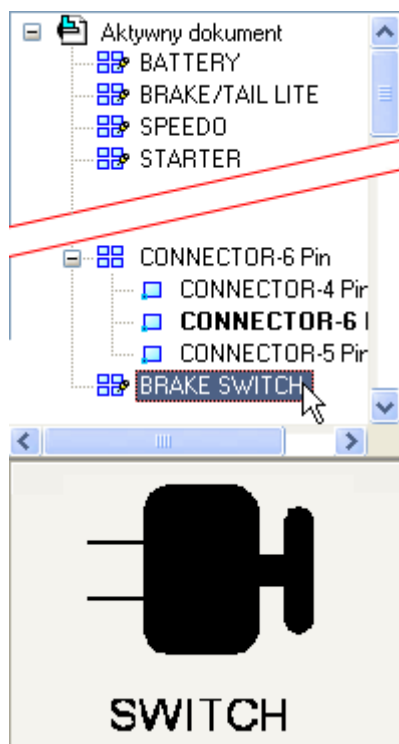 Aktywny dokument
BATTERY
BRAKE/TAIL LITE
SPEEDO
STARTER
CONNECTOR-6 Pin
CONNECTOR-4 Pin
CONNECTOR-6
CONNECTOR-5 Pin
BRAKE SWITCH
SWITCH